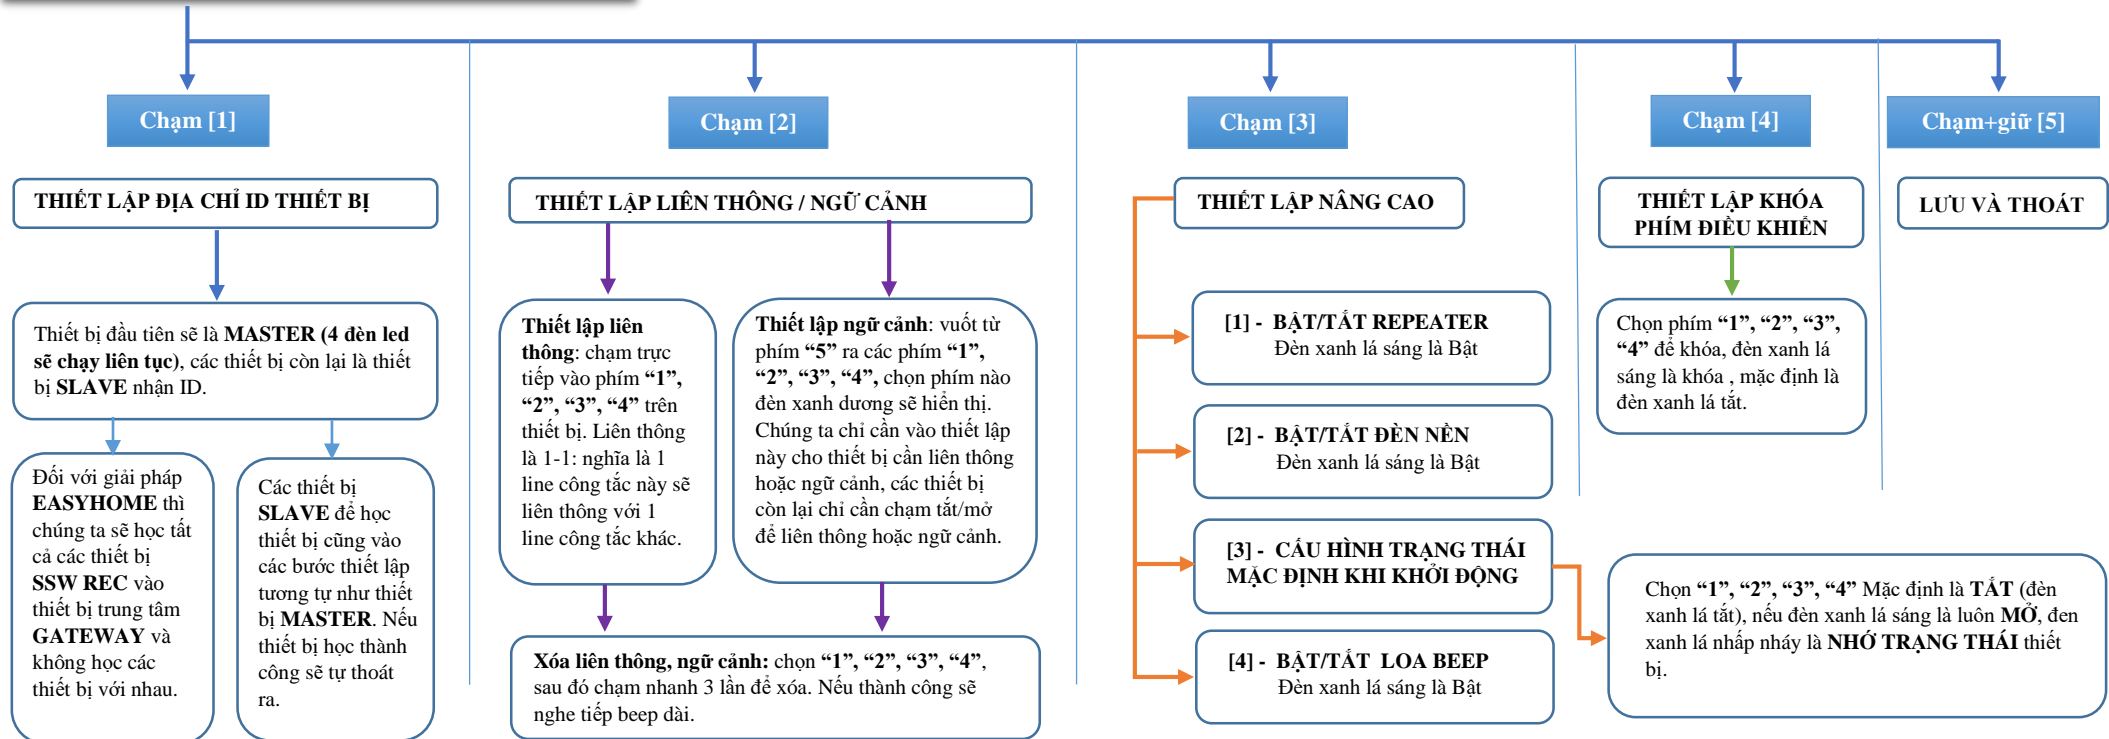 Chạm [1]
THIẾT LẬP ĐỊA CHỈ ID THIẾT BỊ
Thiết bị đầu tiên sẽ là MASTER (4 đèn led
sẽ chạy liên tục), các thiết bị còn lại là thiết
bị SLAVE nhận ID.
Đối với giải pháp
EASYHOME thì
chúng ta sẽ học tất
cả các thiết bị
SSW REC vào
thiết bị trung tâm
GATEWAY và
không học các
thiết bị với nhau.
Các thiết bị
SLAVE để học
thiết bị cũng vào
các bước thiết lập
tương tự như thiết
bị MASTER. Nếu
thiết bị học thành
công sẽ tự thoát
ra.
Chạm [2]
THIẾT LẬP LIÊN THÔNG / NGỮ CẢNH
Thiết lập liên
thông: chạm trực
tiếp vào phím “1”,
“2”, “3”, “4” trên
thiết bị. Liên thông
là 1-1: nghĩa là 1
line công tắc này sẽ
liên thông với 1
line công tắc khác.
Thiết lập ngữ cảnh: vuốt từ
phím “5” ra các phím “1”,
“2”, “3”, “4”, chọn phím nào
đèn xanh dương sẽ hiển thị.
Chúng ta chỉ cần vào thiết lập
này cho thiết bị cần liên thông
hoặc ngữ cảnh, các thiết bị
còn lại chỉ cần chạm tắt/mở
để liên thông hoặc ngữ cảnh.
Xóa liên thông, ngữ cảnh: chọn “1”, “2”, “3”, “4”,
sau đó chạm nhanh 3 lần để xóa. Nếu thành công sẽ
nghe tiếp beep dài.
Chạm [3]
THIẾT LẬP NÂNG CAO
[1] - BẬT/TẮT REPEATER
Đèn xanh lá sáng là Bật
[2] - BẬT/TẮT ĐÈN NỀN
Đèn xanh lá sáng là Bật
[3] - CẤU HÌNH TRẠNG THÁI
MẶC ĐỊNH KHI KHỞI ĐỘNG
[4] - BẬT/TẮT LOA BEEP
Đèn xanh lá sáng là Bật
Chọn “1”, “2”, “3”, “4” Mặc định là TẮT (đèn
xanh lá tắt), nếu đèn xanh lá sáng là luôn MỞ, đen
xanh lá nhấp nháy là NHỚ TRẠNG THÁI thiết
bị.
Chạm [4]
THIẾT LẬP KHÓA
PHÍM ĐIỀU KHIỂN
Chọn phím “1”, “2”, “3”,
“4” để khóa, đèn xanh lá
sáng là khóa , mặc định là
đèn xanh lá tắt.
Chạm+giữ [5]
LƯU VÀ THOÁT